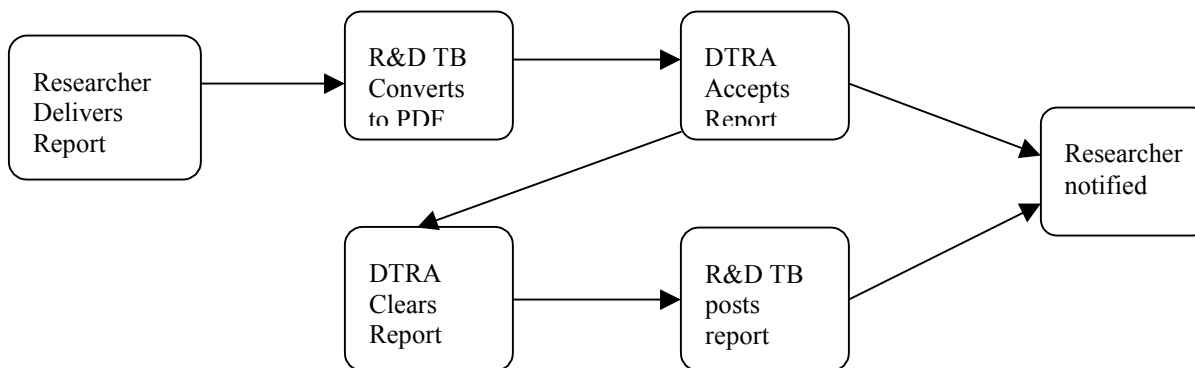 Researcher
Delivers
Report
R&D TB
Converts
to PDF
DTRA
Accepts
Report
Researcher
notified
DTRA
Clears
Report
R&D TB
posts
report